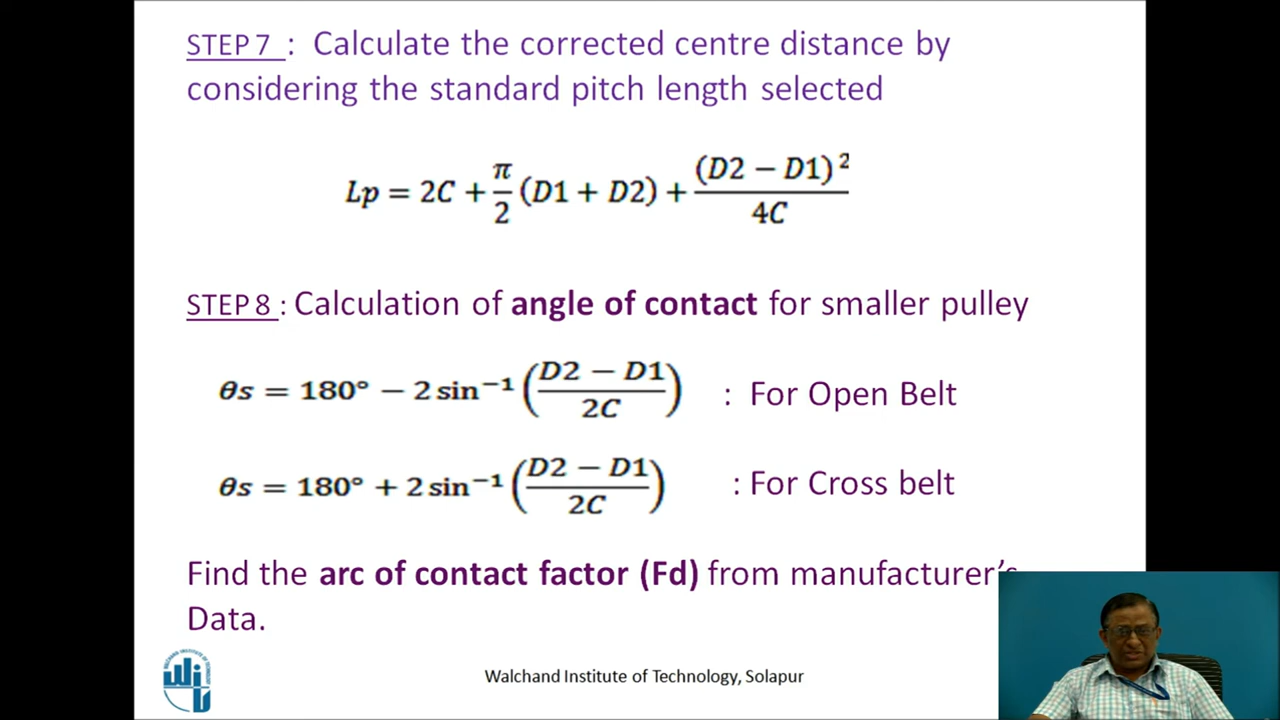 STEP 7 : Calculate the corrected centre distance by
considering the standard pitch length selected
Lp = 2C + π/2 (D1 + D2) + (D2 − D1)²/4C
STEP 8 : Calculation of angle of contact for smaller pulley
θs = 180° − 2 sin⁻¹ ((D2 − D1)/2C) : For Open Belt
θs = 180° + 2 sin⁻¹ ((D2 − D1)/2C) : For Cross belt
Find the arc of contact factor (Fd) from manufacturer's
Data.
Walchand Institute of Technology, Solapur